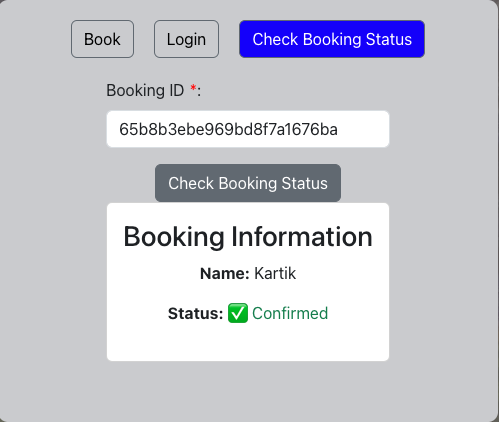 Book Login Check Booking Status
Booking ID *:
65b8b3ebe969bd8f7a1676ba
Check Booking Status
Booking Information
Name: Kartik
Status: ✅ Confirmed